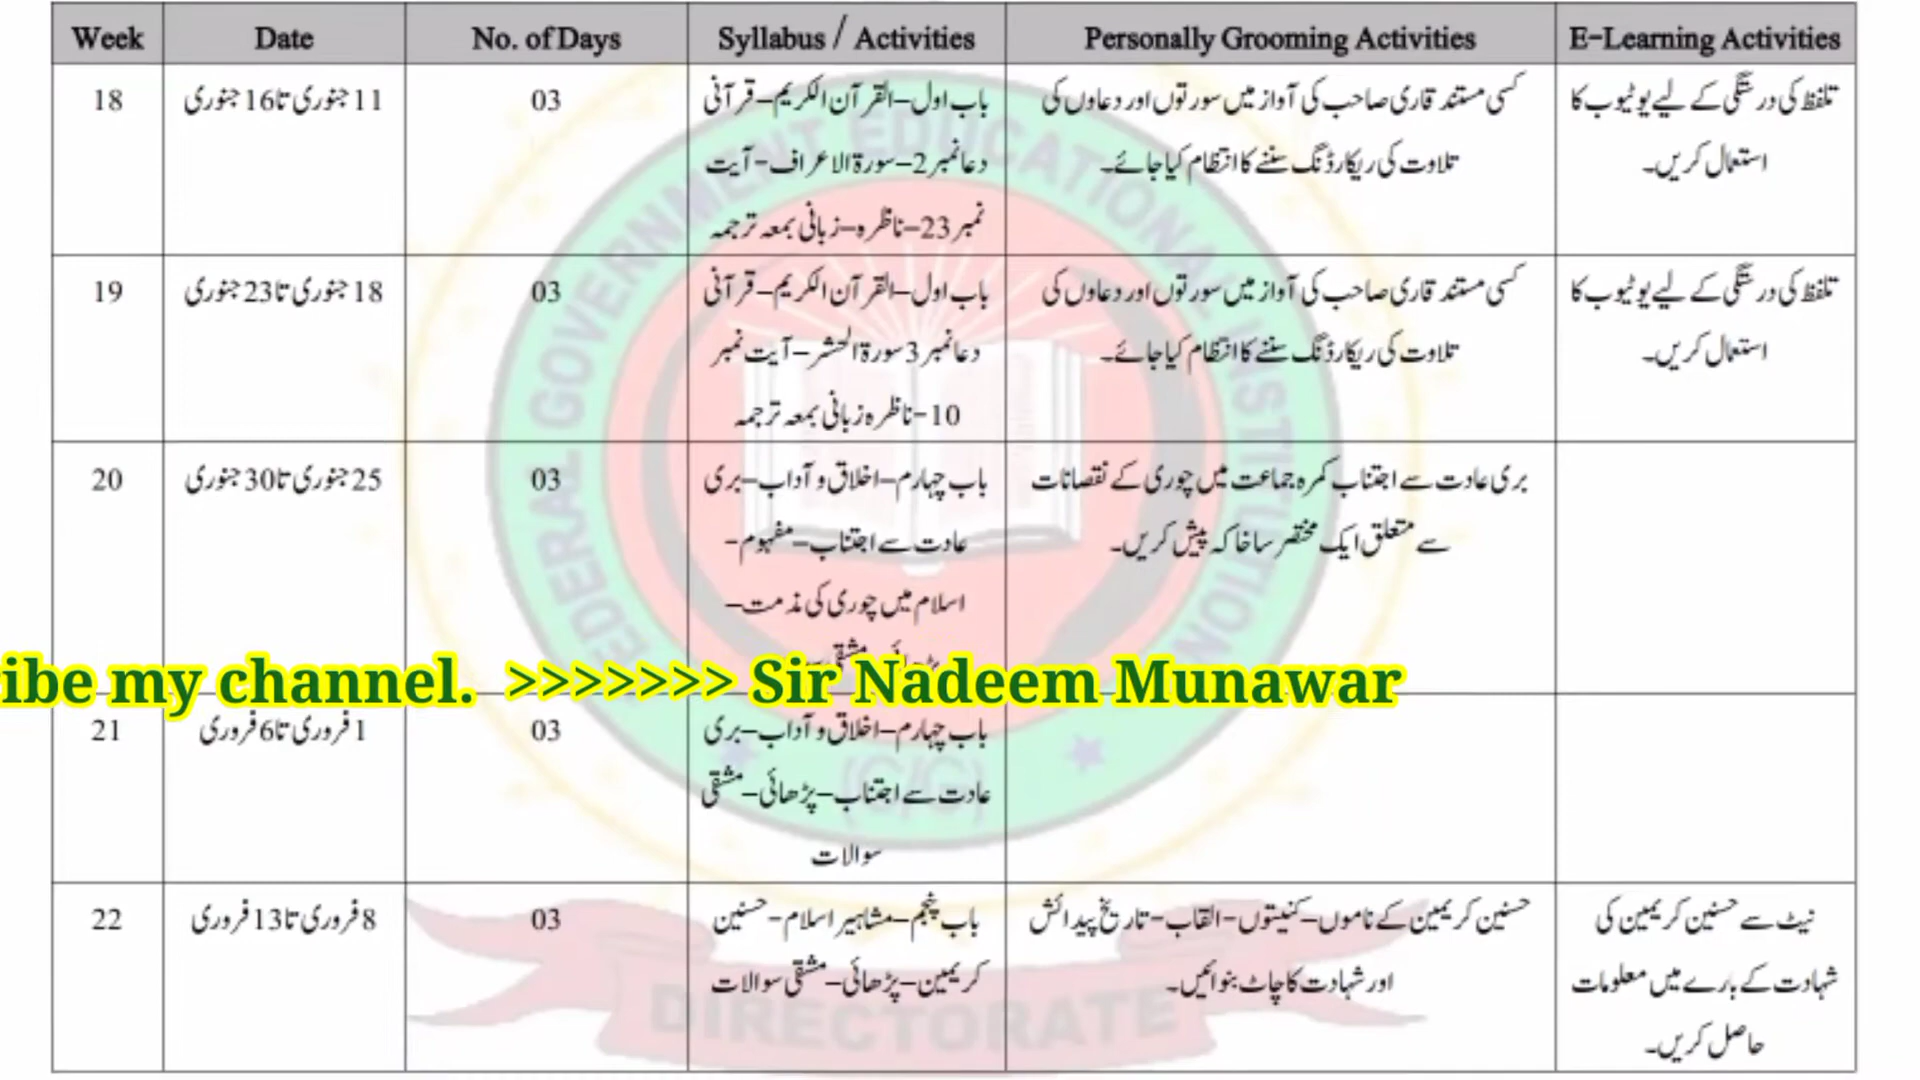 Week Date No. of Days Syllabus / Activities Personally Grooming Activities E-Learning Activities
18
11 جنوری تا 16 جنوری
03
باب اول–القرآن الکریم–قرآنی
دعا نمبر 2–سورۃ الاعراف-آیت
نمبر 23–ناظرہ–زبانی بمعہ ترجمہ
کسی مستند قاری صاحب کی آواز میں سورتوں اور دعاوں کی
تلاوت کی ریکارڈنگ سننے کا انتظام کیا جائے۔
تلفظ کی درستگی کے لیے یوٹیوب کا
استعمال کریں۔
19
18 جنوری تا 23 جنوری
03
باب اول–القرآن الکریم–قرآنی
دعا نمبر 3 سورۃ الحشر–آیت نمبر
10-ناظرہ زبانی بمعہ ترجمہ
کسی مستند قاری صاحب کی آواز میں سورتوں اور دعاوں کی
تلاوت کی ریکارڈنگ سننے کا انتظام کیا جائے۔
تلفظ کی درستگی کے لیے یوٹیوب کا
استعمال کریں۔
20
25 جنوری تا 30 جنوری
03
باب چہارم–اخلاق و آداب–بری
عادت سے اجتناب–مفہوم-
اسلام میں چوری کی مذمت–
بری عادت سے اجتناب کمرہ جماعت میں چوری کے نقصانات
سے متعلق ایک مختصر سا خاکہ پیش کریں۔
ibe my channel. >>>>>>> Sir Nadeem Munawar
21
1 فروری تا 6 فروری
03
باب چہارم–اخلاق و آداب–بری
عادت سے اجتناب–پڑھائی–مشقی
سوالات
22
8 فروری تا 13 فروری
03
باب پنجم–مشاہیر اسلام-حسنین
کریمین–پڑھائی–مشقی سوالات
حسنین کریمین کے ناموں–کنیتوں-القاب-تاریخ پیدائش
اور شہادت کا چاٹ بنوائیں۔
نیٹ سے حسنین کریمین کی
شہادت کے بارے میں معلومات
حاصل کریں۔
FEDERAL GOVERNMENT EDUCATIONAL INSTITUTION
(C/G)
DIRECTORATE